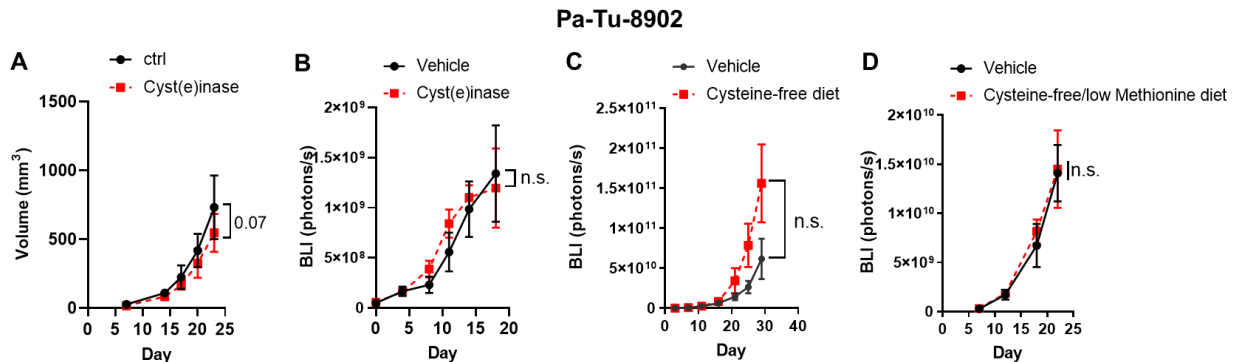 Pa-Tu-8902
A
ctrl
Cyst(e)inase
Volume (mm³)
1500
1000
500
0
0 5 10 15 20 25
Day
0.07
B
Vehicle
Cyst(e)inase
BLI (photons/s)
2×10⁹
1.5×10⁹
1×10⁹
5×10⁸
0
0 5 10 15 20
Day
n.s.
C
Vehicle
Cysteine-free diet
BLI (photons/s)
2.5×10¹¹
2×10¹¹
1.5×10¹¹
1×10¹¹
5×10¹⁰
0
0 10 20 30 40
Day
n.s.
D
Vehicle
Cysteine-free/low Methionine diet
BLI (photons/s)
2×10¹⁰
1.5×10¹⁰
1×10¹⁰
5×10⁹
0
0 5 10 15 20 25
Day
n.s.